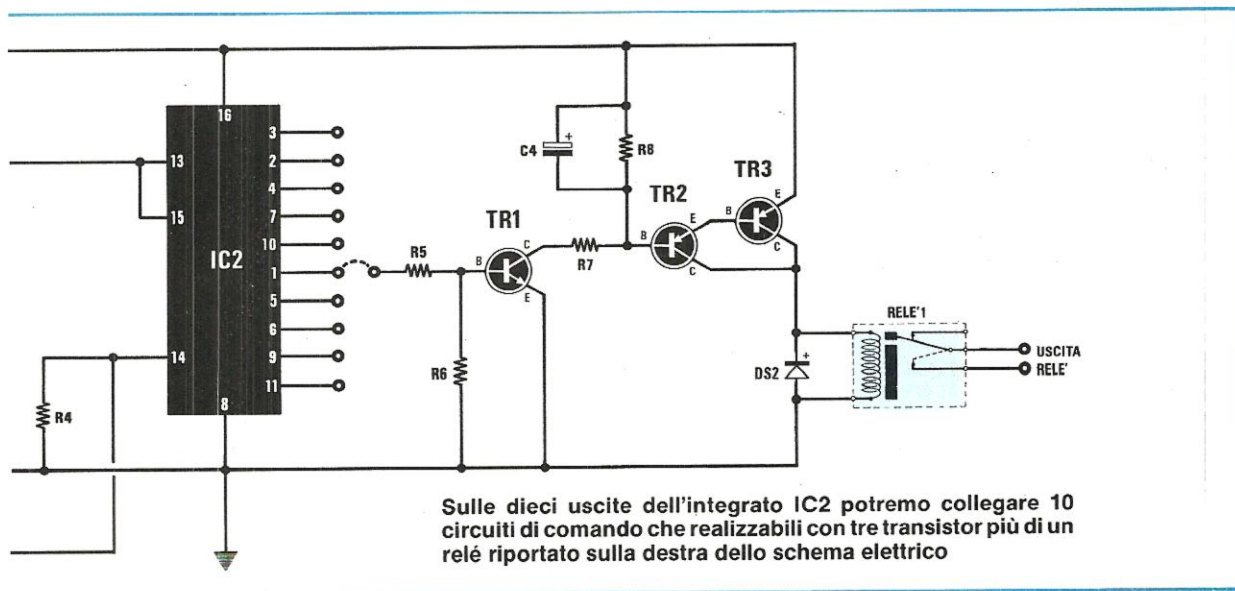 16
3
13
2
C4
R8
4
TR3
TR2
E
15
7
TR1
B
E
10
C
B
C
IC2
R5
B
R7
C
1
5
E
RELE'1
6
USCITA
14
9
R6
DS2
RELE'
11
R4
8
Sulle dieci uscite dell'integrato IC2 potremo collegare 10
circuiti di comando che realizzabili con tre transistor più di un
relé riportato sulla destra dello schema elettrico